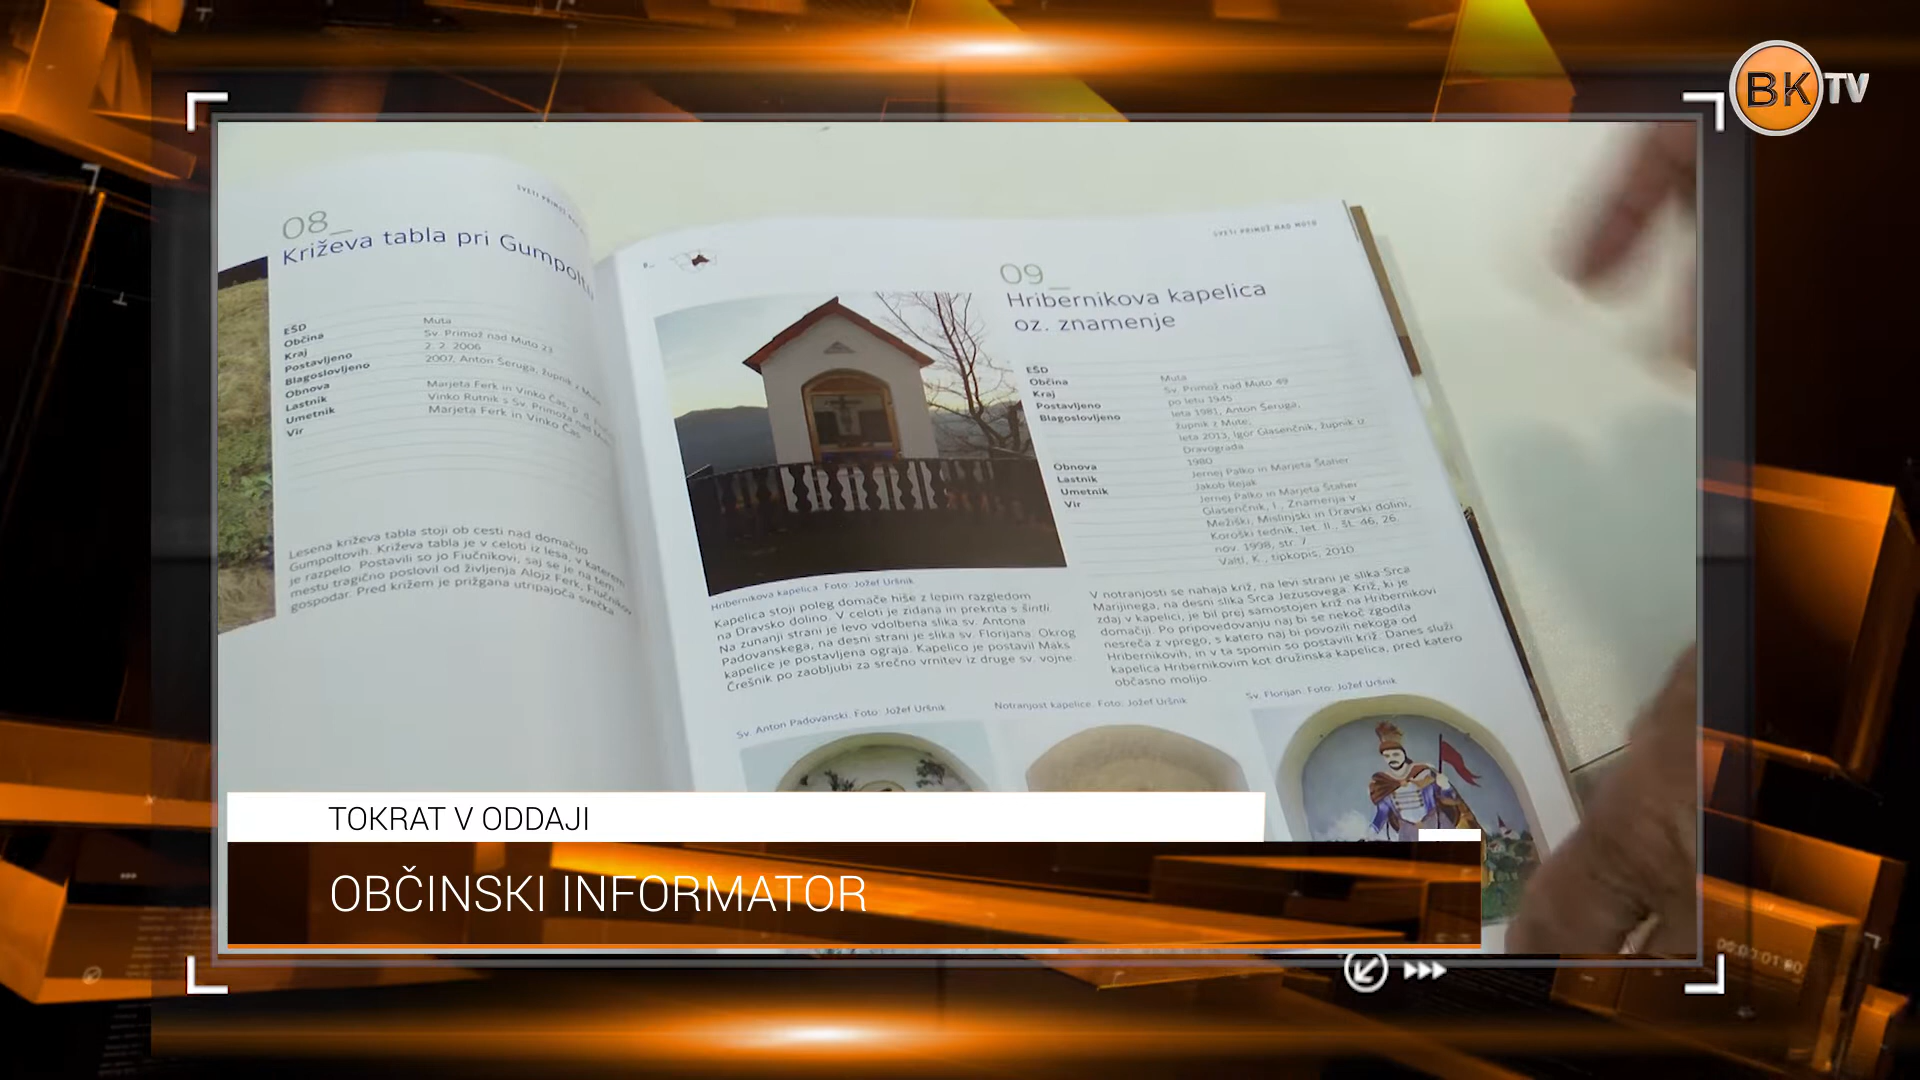 BK TV
SVETI PRIMOŽ NAD
08_
Križeva tabla pri Gumpoltu
EŠD
Občina Muta
Kraj Sv. Primož nad Muto 23
Postavljeno 2. 2. 2006
Blagoslovljeno 2007, Anton Šeruga, župnik z Mute
Obnova
Lastnik Marjeta Ferk in Vinko Čas, p. d.
Umetnik Vinko Rutnik s Sv. Primoža nad
Vir Marjeta Ferk in Vinko Čas
Lesena križeva tabla stoji ob cesti nad domačijo
Gumpoltovih. Križeva tabla je v celoti iz lesa, v katerem
je razpelo. Postavili so jo Fiučnikovi, saj se je na tem
mestu tragično poslovil od življenja Alojz Ferk, Fiučnikov
gospodar. Pred križem je prižgana utripajoča svečka.
SVETI PRIMOŽ NAD MUTO
09_
Hribernikova kapelica
oz. znamenje
EŠD
Občina Muta
Kraj Sv. Primož nad Muto 49
Postavljeno po letu 1945
Blagoslovljeno leta 1981, Anton Šeruga,
župnik z Mute;
leta 2013, Igor Glasenčnik, župnik iz
Dravograda
Obnova 1980
Lastnik Jernej Palko in Marjeta Štaher
Umetnik Jakob Rejak
Vir Jernej Palko in Marjeta Štaher
Glasenčnik, I., Znamenja v
Mežiški, Mislinjski in Dravski dolini,
Koroški tednik, let. II., št. 46, 26.
nov. 1998, str. 7
Valti, K., tipkopis, 2010
Hribernikova kapelica. Foto: Jožef Uršnik
Kapelica stoji poleg domače hiše z lepim razgledom
na Dravsko dolino. V celoti je zidana in prekrita s šintli.
Na zunanji strani je levo vdolbena slika sv. Antona
Padovanskega, na desni strani je slika sv. Florijana. Okrog
kapelice je postavljena ograja. Kapelico je postavil Maks
Črešnik po zaobljubi za srečno vrnitev iz druge sv. vojne.
V notranjosti se nahaja križ, na levi strani je slika Srca
Marijinega, na desni slika Srca Jezusovega. Križ, ki je
zdaj v kapelici, je bil prej samostojen križ na Hribernikovi
domačiji. Po pripovedovanju naj bi se nekoč zgodila
nesreča z vprego, s katero naj bi povozili nekoga od
Hribernikovih, in v ta spomin so postavili križ. Danes služi
kapelica Hribernikovim kot družinska kapelica, pred katero
občasno molijo.
Sv. Anton Padovanski. Foto: Jožef Uršnik
Notranjost kapelice. Foto: Jožef Uršnik
Sv. Florijan. Foto: Jožef Uršnik
TOKRAT V ODDAJI
OBČINSKI INFORMATOR